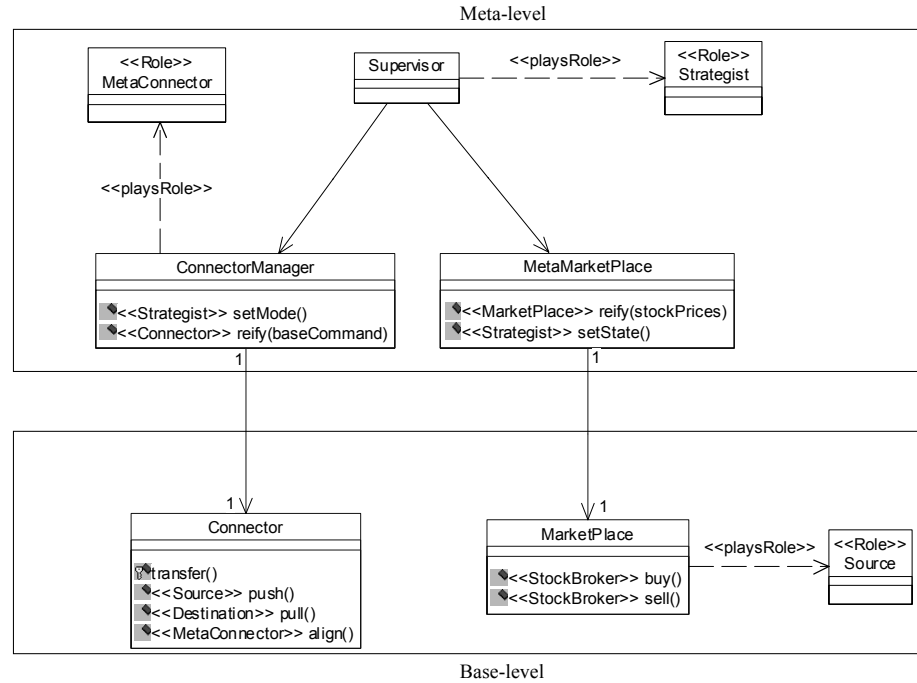 Meta-level
<<Role>>
MetaConnector
Supervisor
<<playsRole>>
<<Role>>
Strategist
<<playsRole>>
ConnectorManager
<<Strategist>> setMode()
<<Connector>> reify(baseCommand)
MetaMarketPlace
<<MarketPlace>> reify(stockPrices)
<<Strategist>> setState()
1
1
1
1
Connector
transfer()
<<Source>> push()
<<Destination>> pull()
<<MetaConnector>> align()
MarketPlace
<<StockBroker>> buy()
<<StockBroker>> sell()
<<playsRole>>
<<Role>>
Source
Base-level